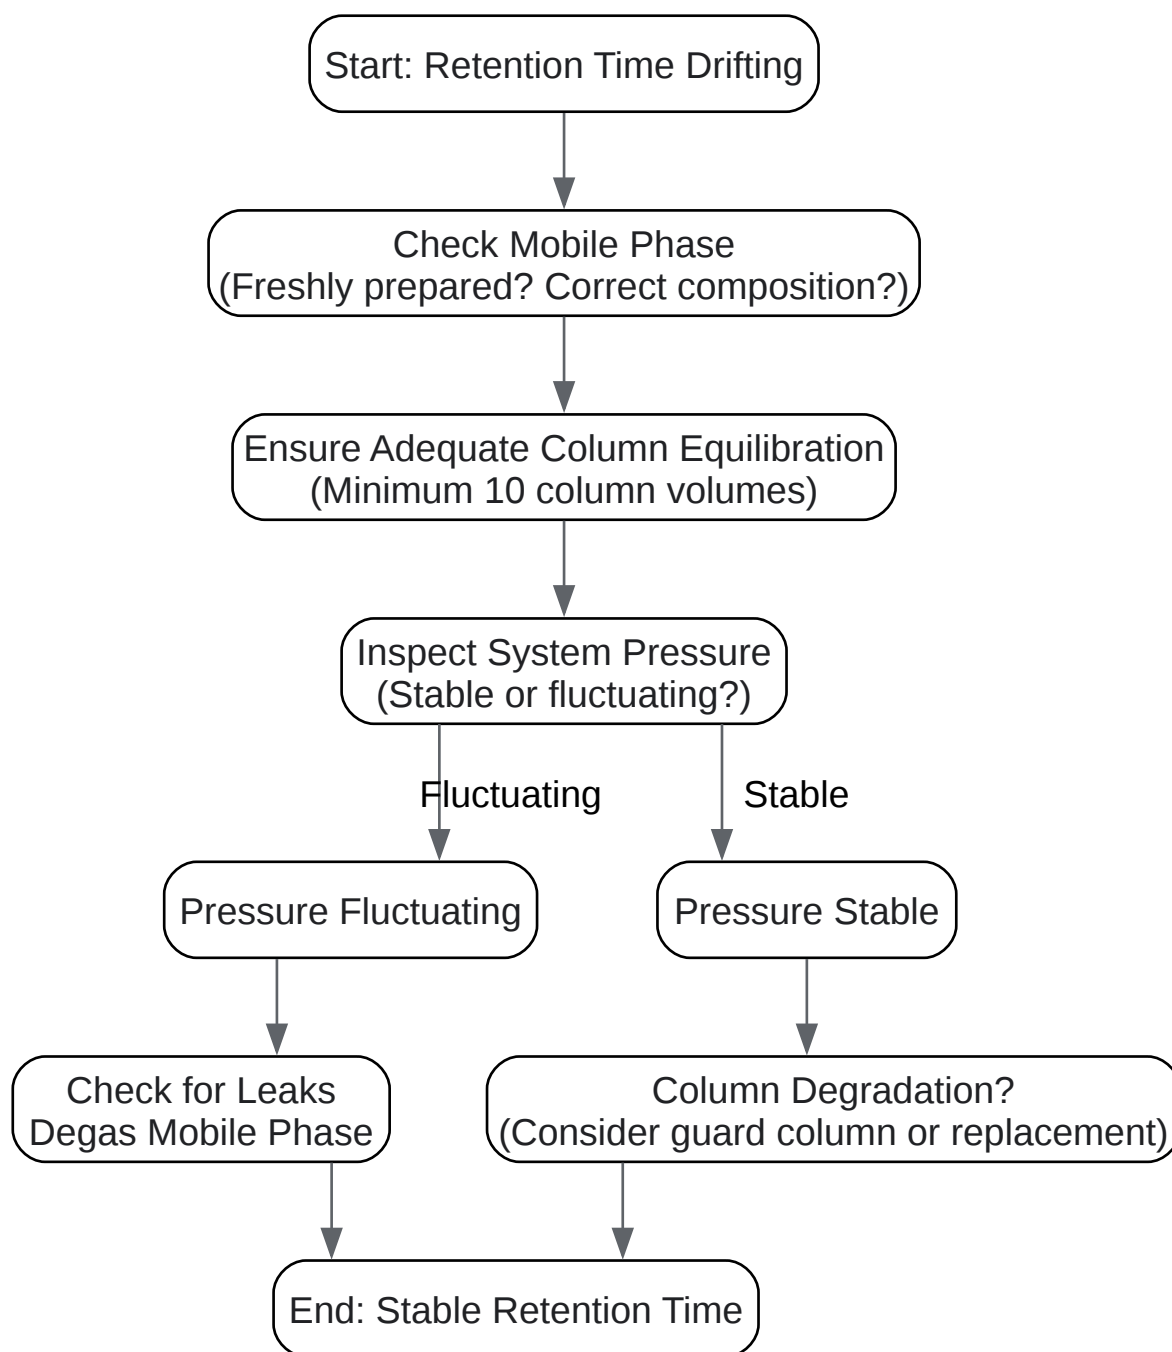 Start: Retention Time Drifting
Check Mobile Phase
(Freshly prepared? Correct composition?)
Ensure Adequate Column Equilibration
(Minimum 10 column volumes)
Inspect System Pressure
(Stable or fluctuating?)
Fluctuating
Stable
Pressure Fluctuating
Pressure Stable
Check for Leaks
Degas Mobile Phase
Column Degradation?
(Consider guard column or replacement)
End: Stable Retention Time